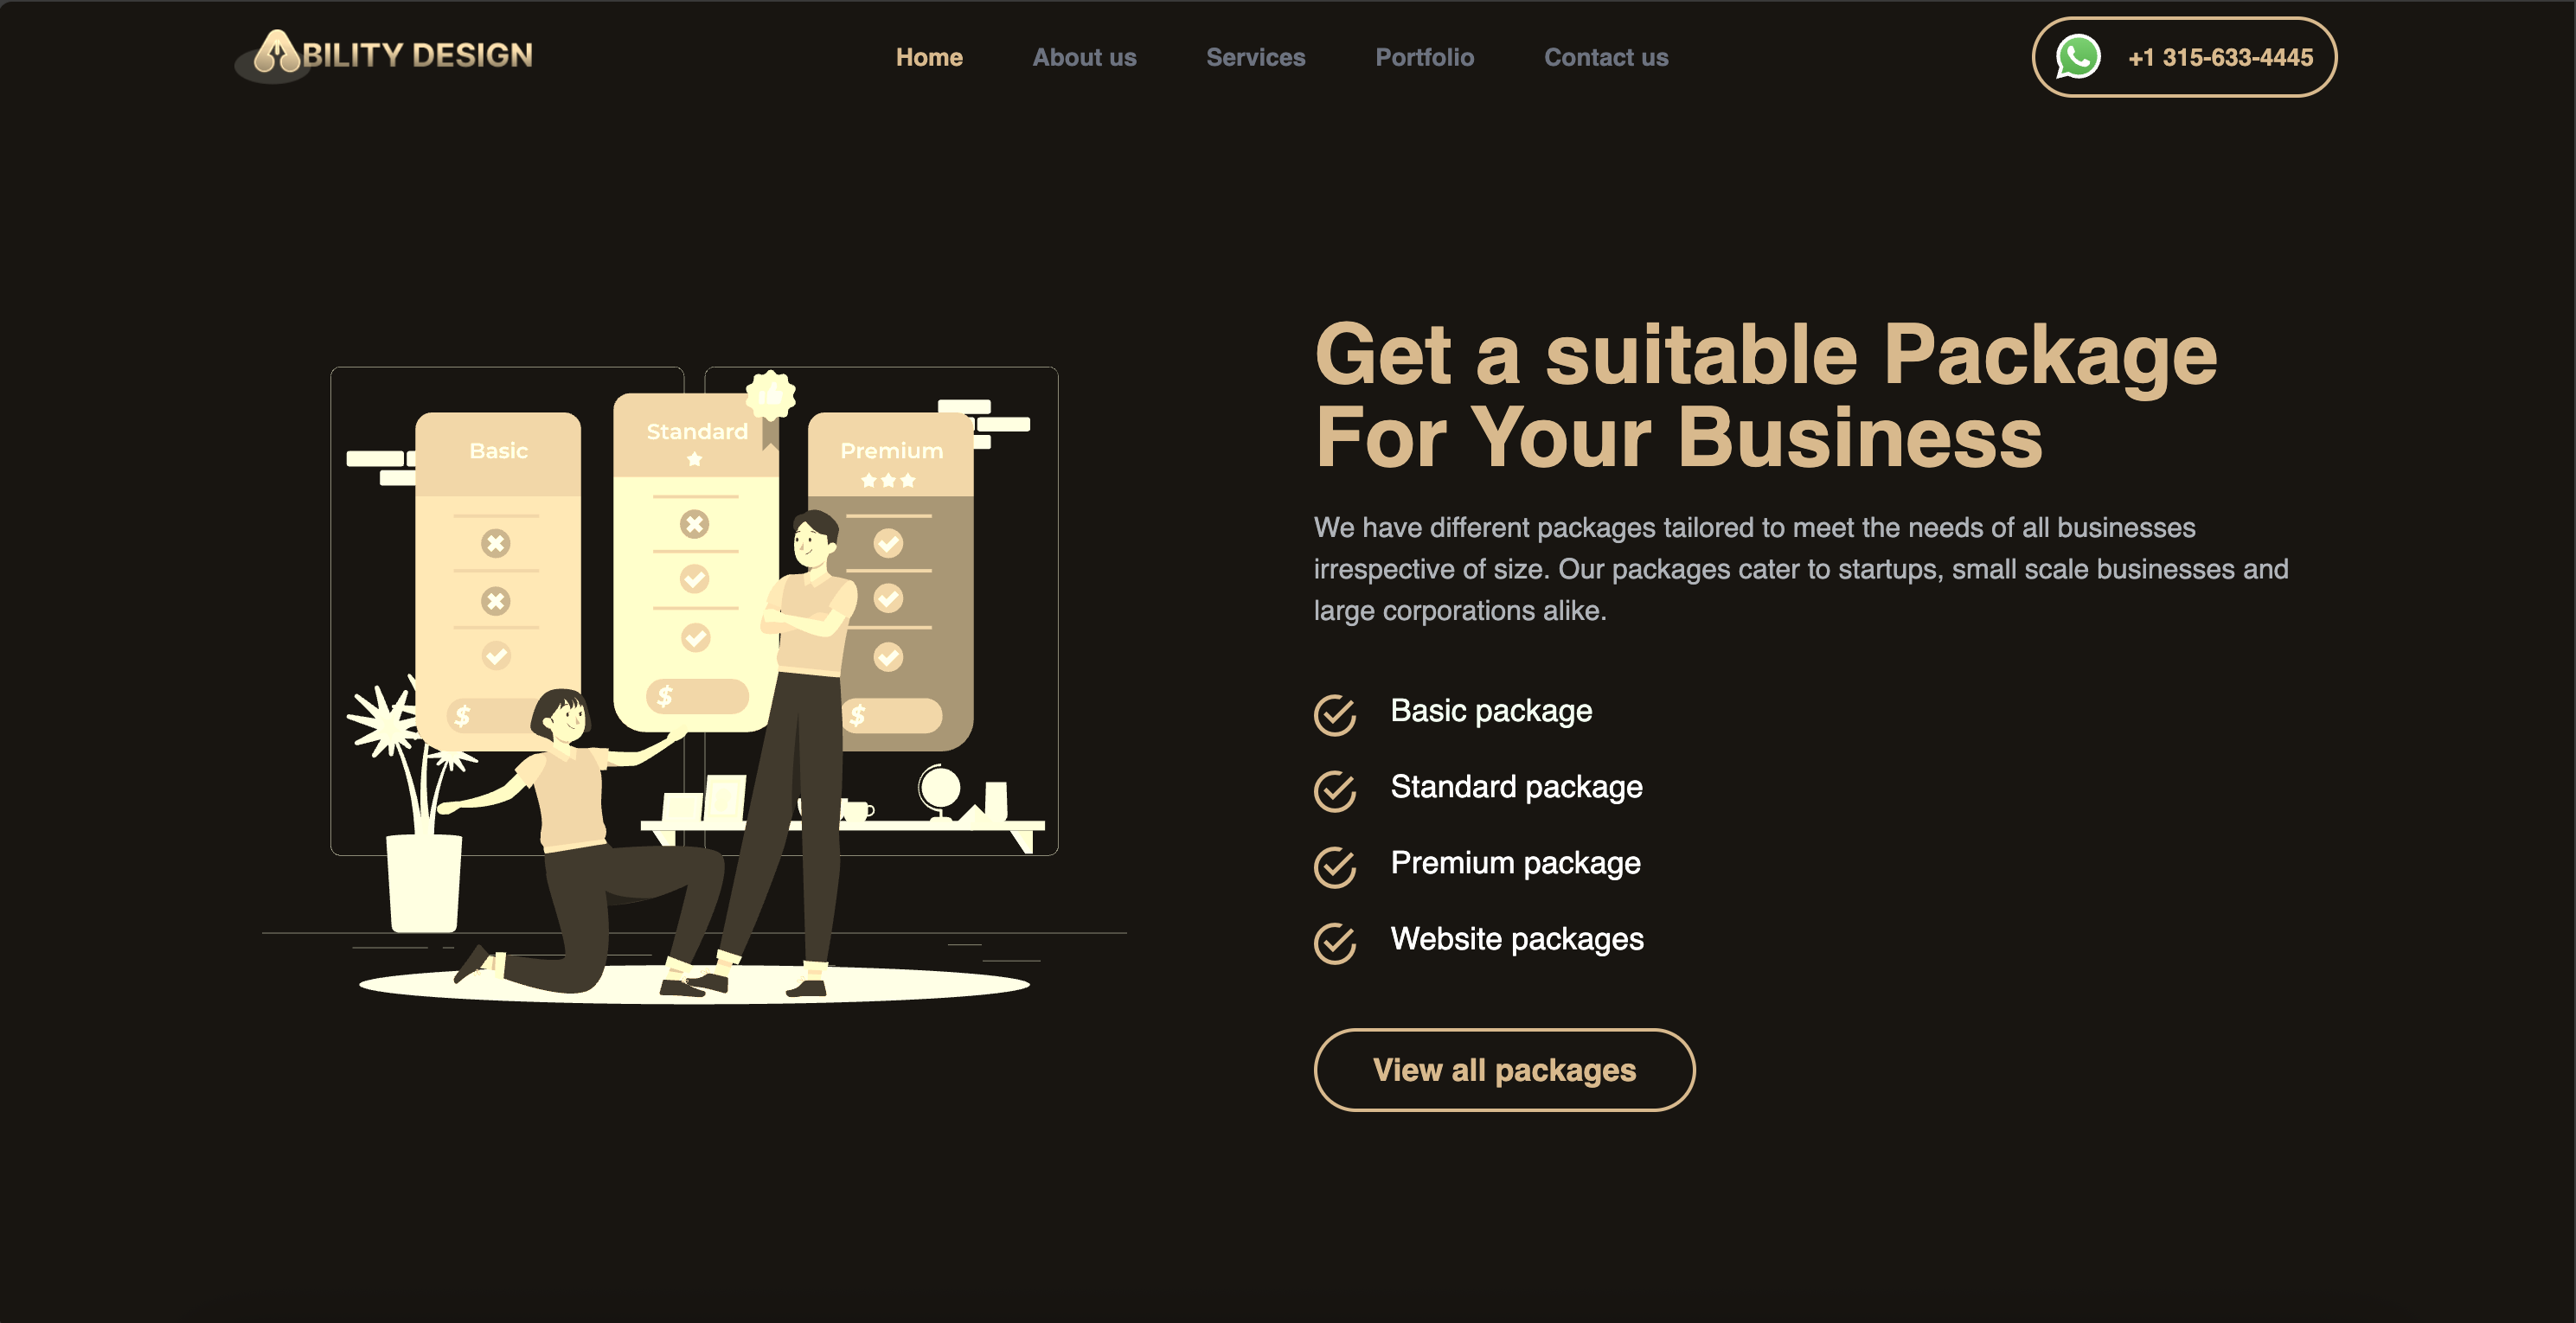 ABILITY DESIGN
Home
About us
Services
Portfolio
Contact us
+1 315-633-4445
Basic
Standard
Premium
$
$
$
Get a suitable Package
For Your Business
We have different packages tailored to meet the needs of all businesses
irrespective of size. Our packages cater to startups, small scale businesses and
large corporations alike.
Basic package
Standard package
Premium package
Website packages
View all packages